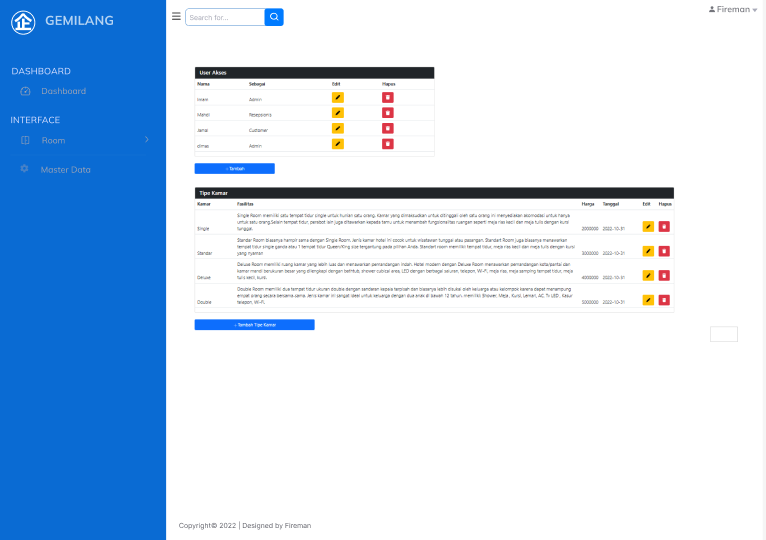 GEMILANG
Search for...
Fireman
DASHBOARD
Dashboard
INTERFACE
Room
Master Data
User Akses
Nama Sebagai Edit Hapus
Imam Admin
Mahdi Resepsionis
Jamal Customer
dimas Admin
+ Tambah
Tipe Kamar
Kamar Fasilitas Harga Tanggal Edit Hapus
Single Room memiliki satu tempat tidur single untuk hunian satu orang. Kamar yang dimaksudkan untuk ditinggali oleh satu orang ini menyediakan akomodasi untuk hanya
untuk satu orang.Selain tempat tidur, perabot lain juga ditawarkan kepada tamu untuk menambah fungsionalitas ruangan seperti meja rias kecil dan meja tulis dengan kursi
Single tunggal. 2000000 2022-10-31
Standar Room biasanya hampir sama dengan Single Room. Jenis kamar hotel ini cocok untuk wisatawan tunggal atau pasangan. Standart Room juga biasanya menawarkan
tempat tidur single ganda atau 1 tempat tidur Queen/King size tergantung pada pilihan Anda. Standart room memiliki tempat tidur, meja rias kecil dan meja tulis dengan kursi
Standar yang nyaman 3000000 2022-10-31
Deluxe Room memiliki ruang kamar yang lebih luas dan menawarkan pemandangan indah. Hotel modern dengan Deluxe Room menawarkan pemandangan kota/pantai dan
kamar mandi berukuran besar yang dilengkapi dengan bathtub, shower cubical area, LED dengan berbagai saluran, telepon, Wi-Fi, meja rias, meja samping tempat tidur, meja
Deluxe tulis kecil, kursi. 4000000 2022-10-31
Double Room memiliki dua tempat tidur ukuran double dengan sandaran kepala terpisah dan biasanya lebih disukai oleh keluarga atau kelompok karena dapat menampung
empat orang secara bersama-sama. Jenis kamar ini sangat ideal untuk keluarga dengan dua anak di bawah 12 tahun. memiliki Shower, Meja , Kursi, Lemari, AC, Tv LED , Kasur
Double telepon, Wi-Fi, 5000000 2022-10-31
+ Tambah Tipe Kamar
Copyright© 2022 | Designed by Fireman